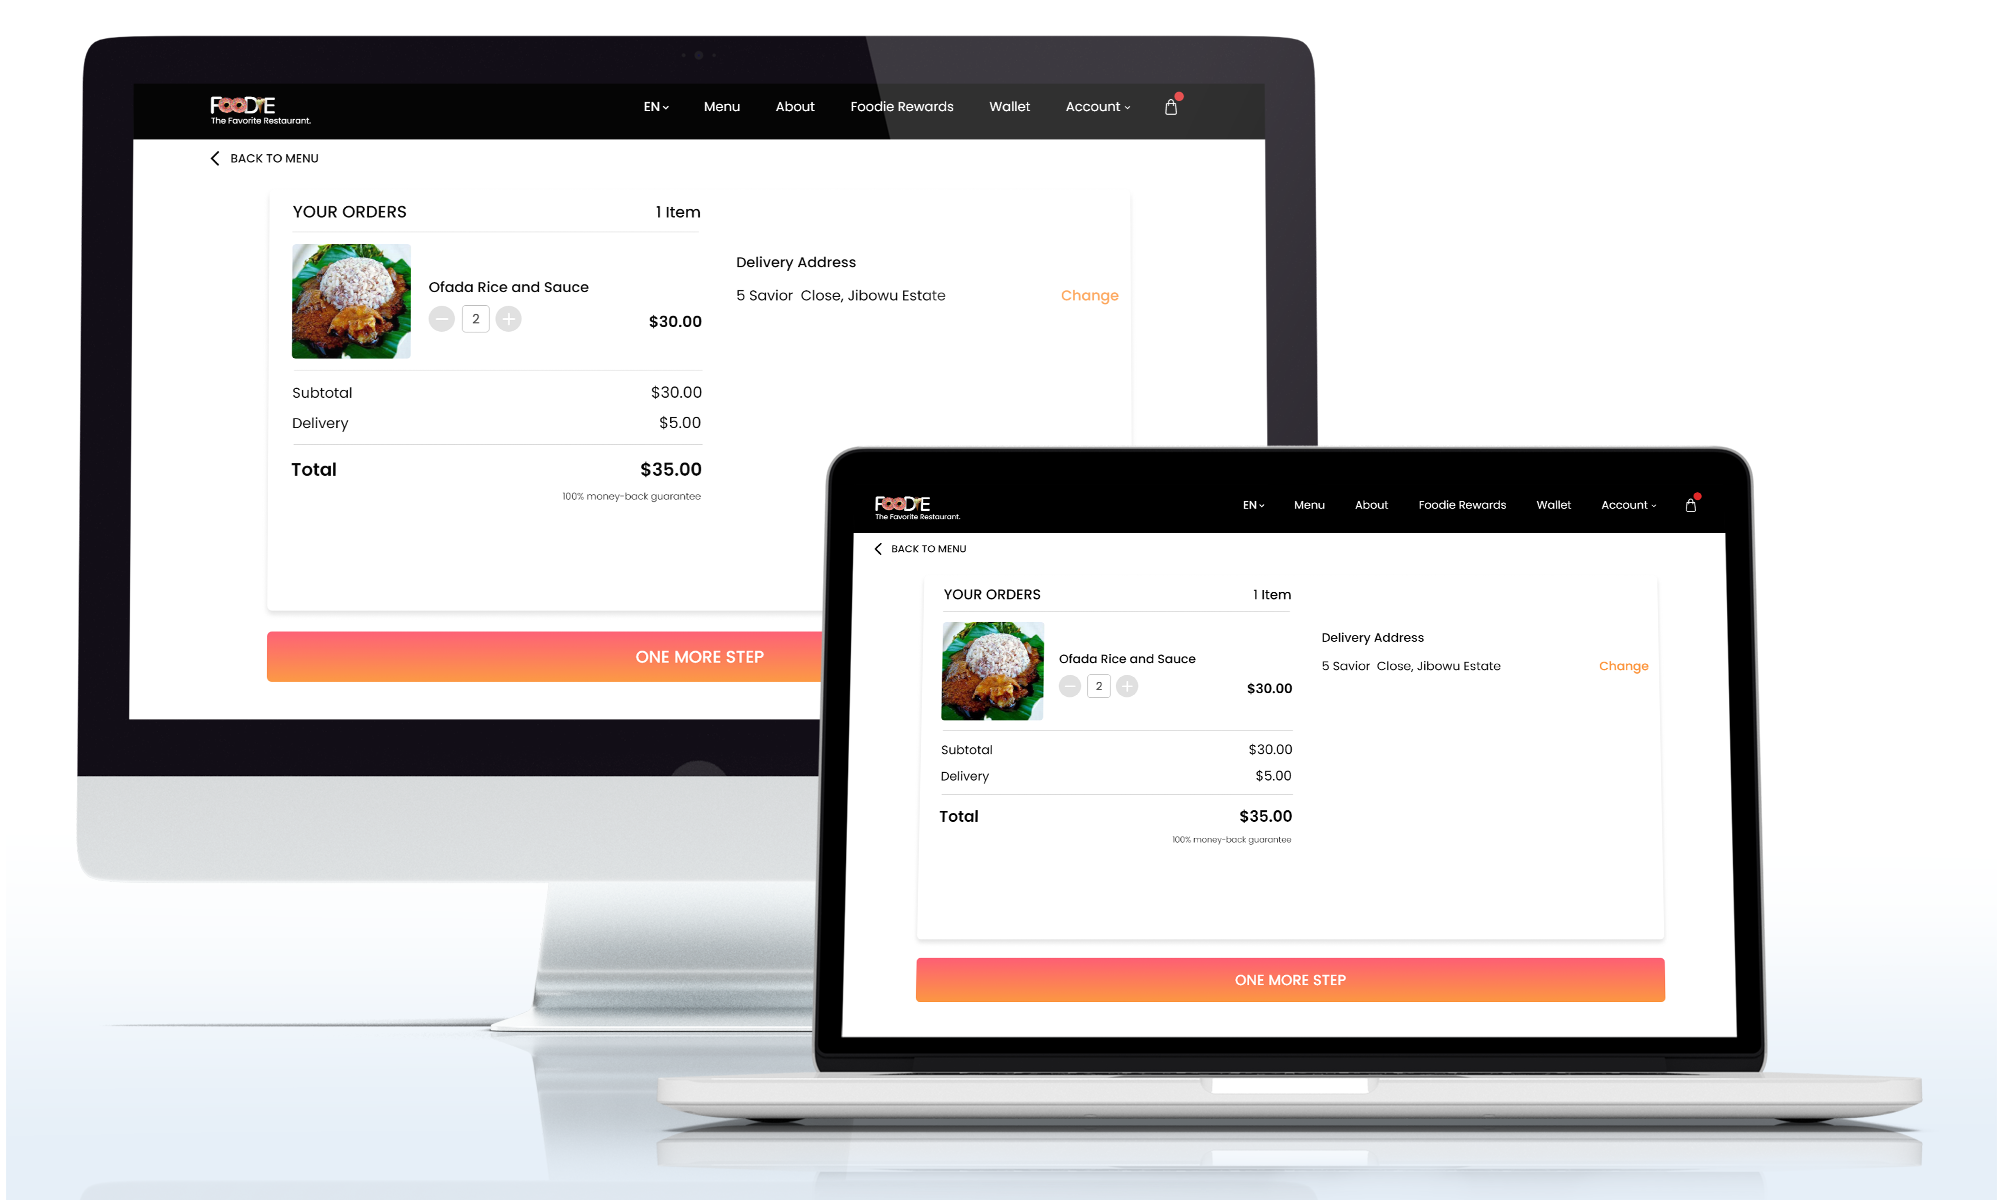 FOODIE
The Favorite Restaurant.
EN Menu About Foodie Rewards Wallet Account
BACK TO MENU
YOUR ORDERS 1 Item
Ofada Rice and Sauce
2
$30.00
Subtotal $30.00
Delivery $5.00
Total $35.00
100% money-back guarantee
Delivery Address
5 Savior Close, Jibowu Estate Change
ONE MORE STEP
FOODIE
The Favorite Restaurant.
EN Menu About Foodie Rewards Wallet Account
BACK TO MENU
YOUR ORDERS 1 Item
Ofada Rice and Sauce
2
$30.00
Subtotal $30.00
Delivery $5.00
Total $35.00
100% money-back guarantee
Delivery Address
5 Savior Close, Jibowu Estate Change
ONE MORE STEP